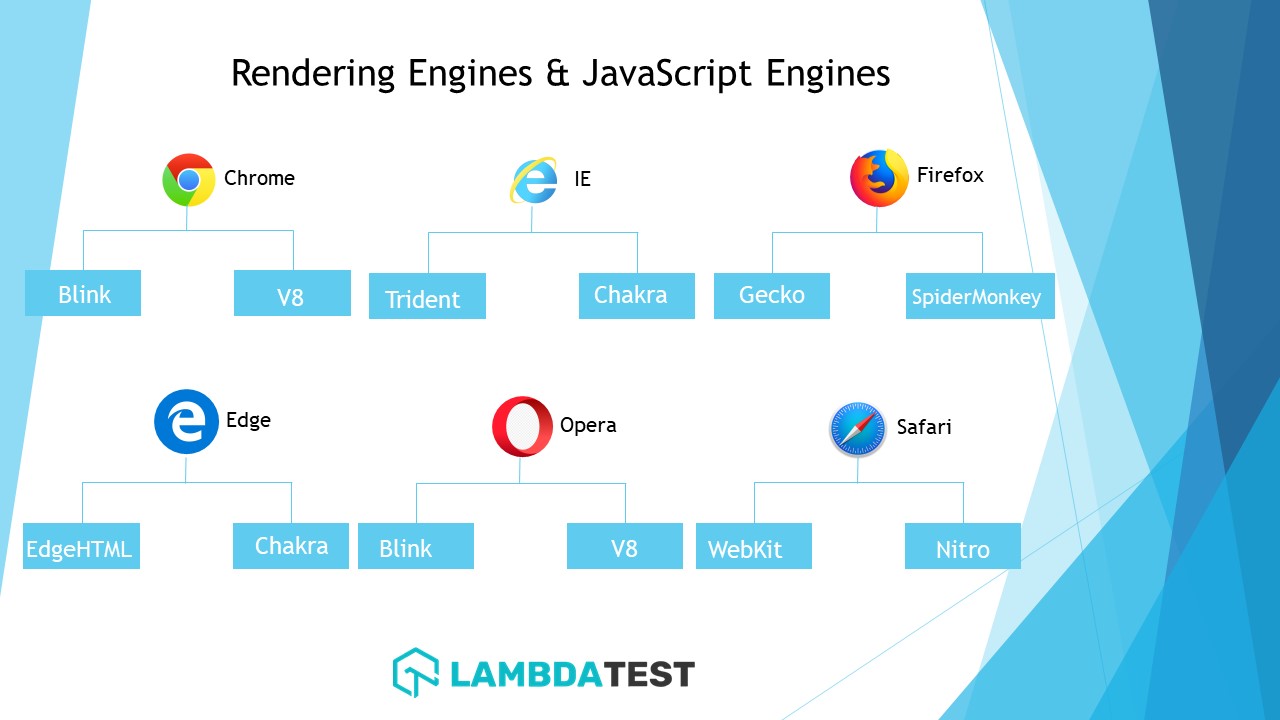 Rendering Engines & JavaScript Engines
Chrome
IE
Firefox
Blink
V8
Trident
Chakra
Gecko
SpiderMonkey
Edge
Opera
Safari
EdgeHTML
Chakra
Blink
V8
WebKit
Nitro
LAMBDATEST